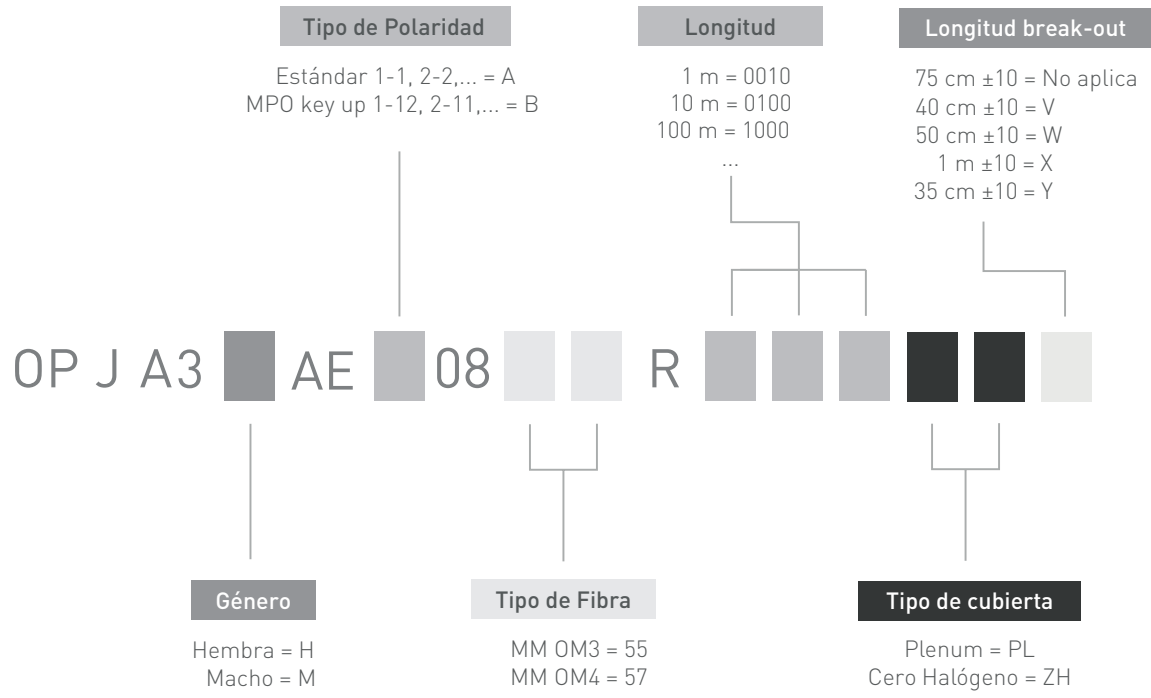 Tipo de Polaridad
Estándar 1-1, 2-2,... = A
MPO key up 1-12, 2-11,... = B
Longitud
1 m = 0010
10 m = 0100
100 m = 1000
...
Longitud break-out
75 cm ±10 = No aplica
40 cm ±10 = V
50 cm ±10 = W
1 m ±10 = X
35 cm ±10 = Y
OP J A3 AE 08 R
Género
Hembra = H
Macho = M
Tipo de Fibra
MM OM3 = 55
MM OM4 = 57
Tipo de cubierta
Plenum = PL
Cero Halógeno = ZH